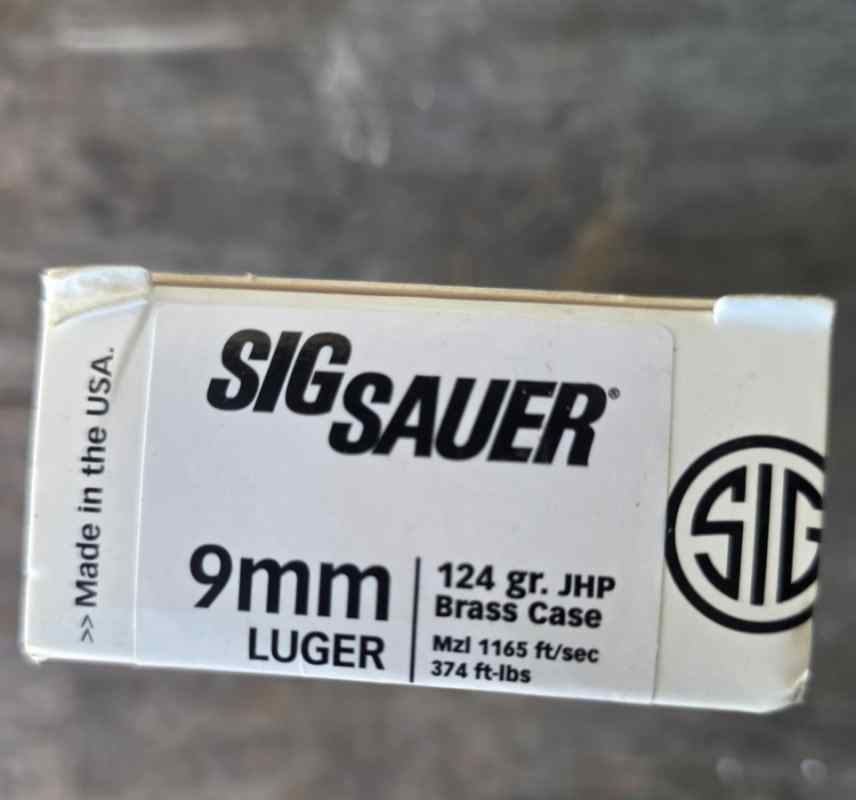 >> Made in the USA.
SIG
SAUER®
9mm
LUGER
124 gr. JHP
Brass Case
Mzl 1165 ft/sec
374 ft-lbs
SIG